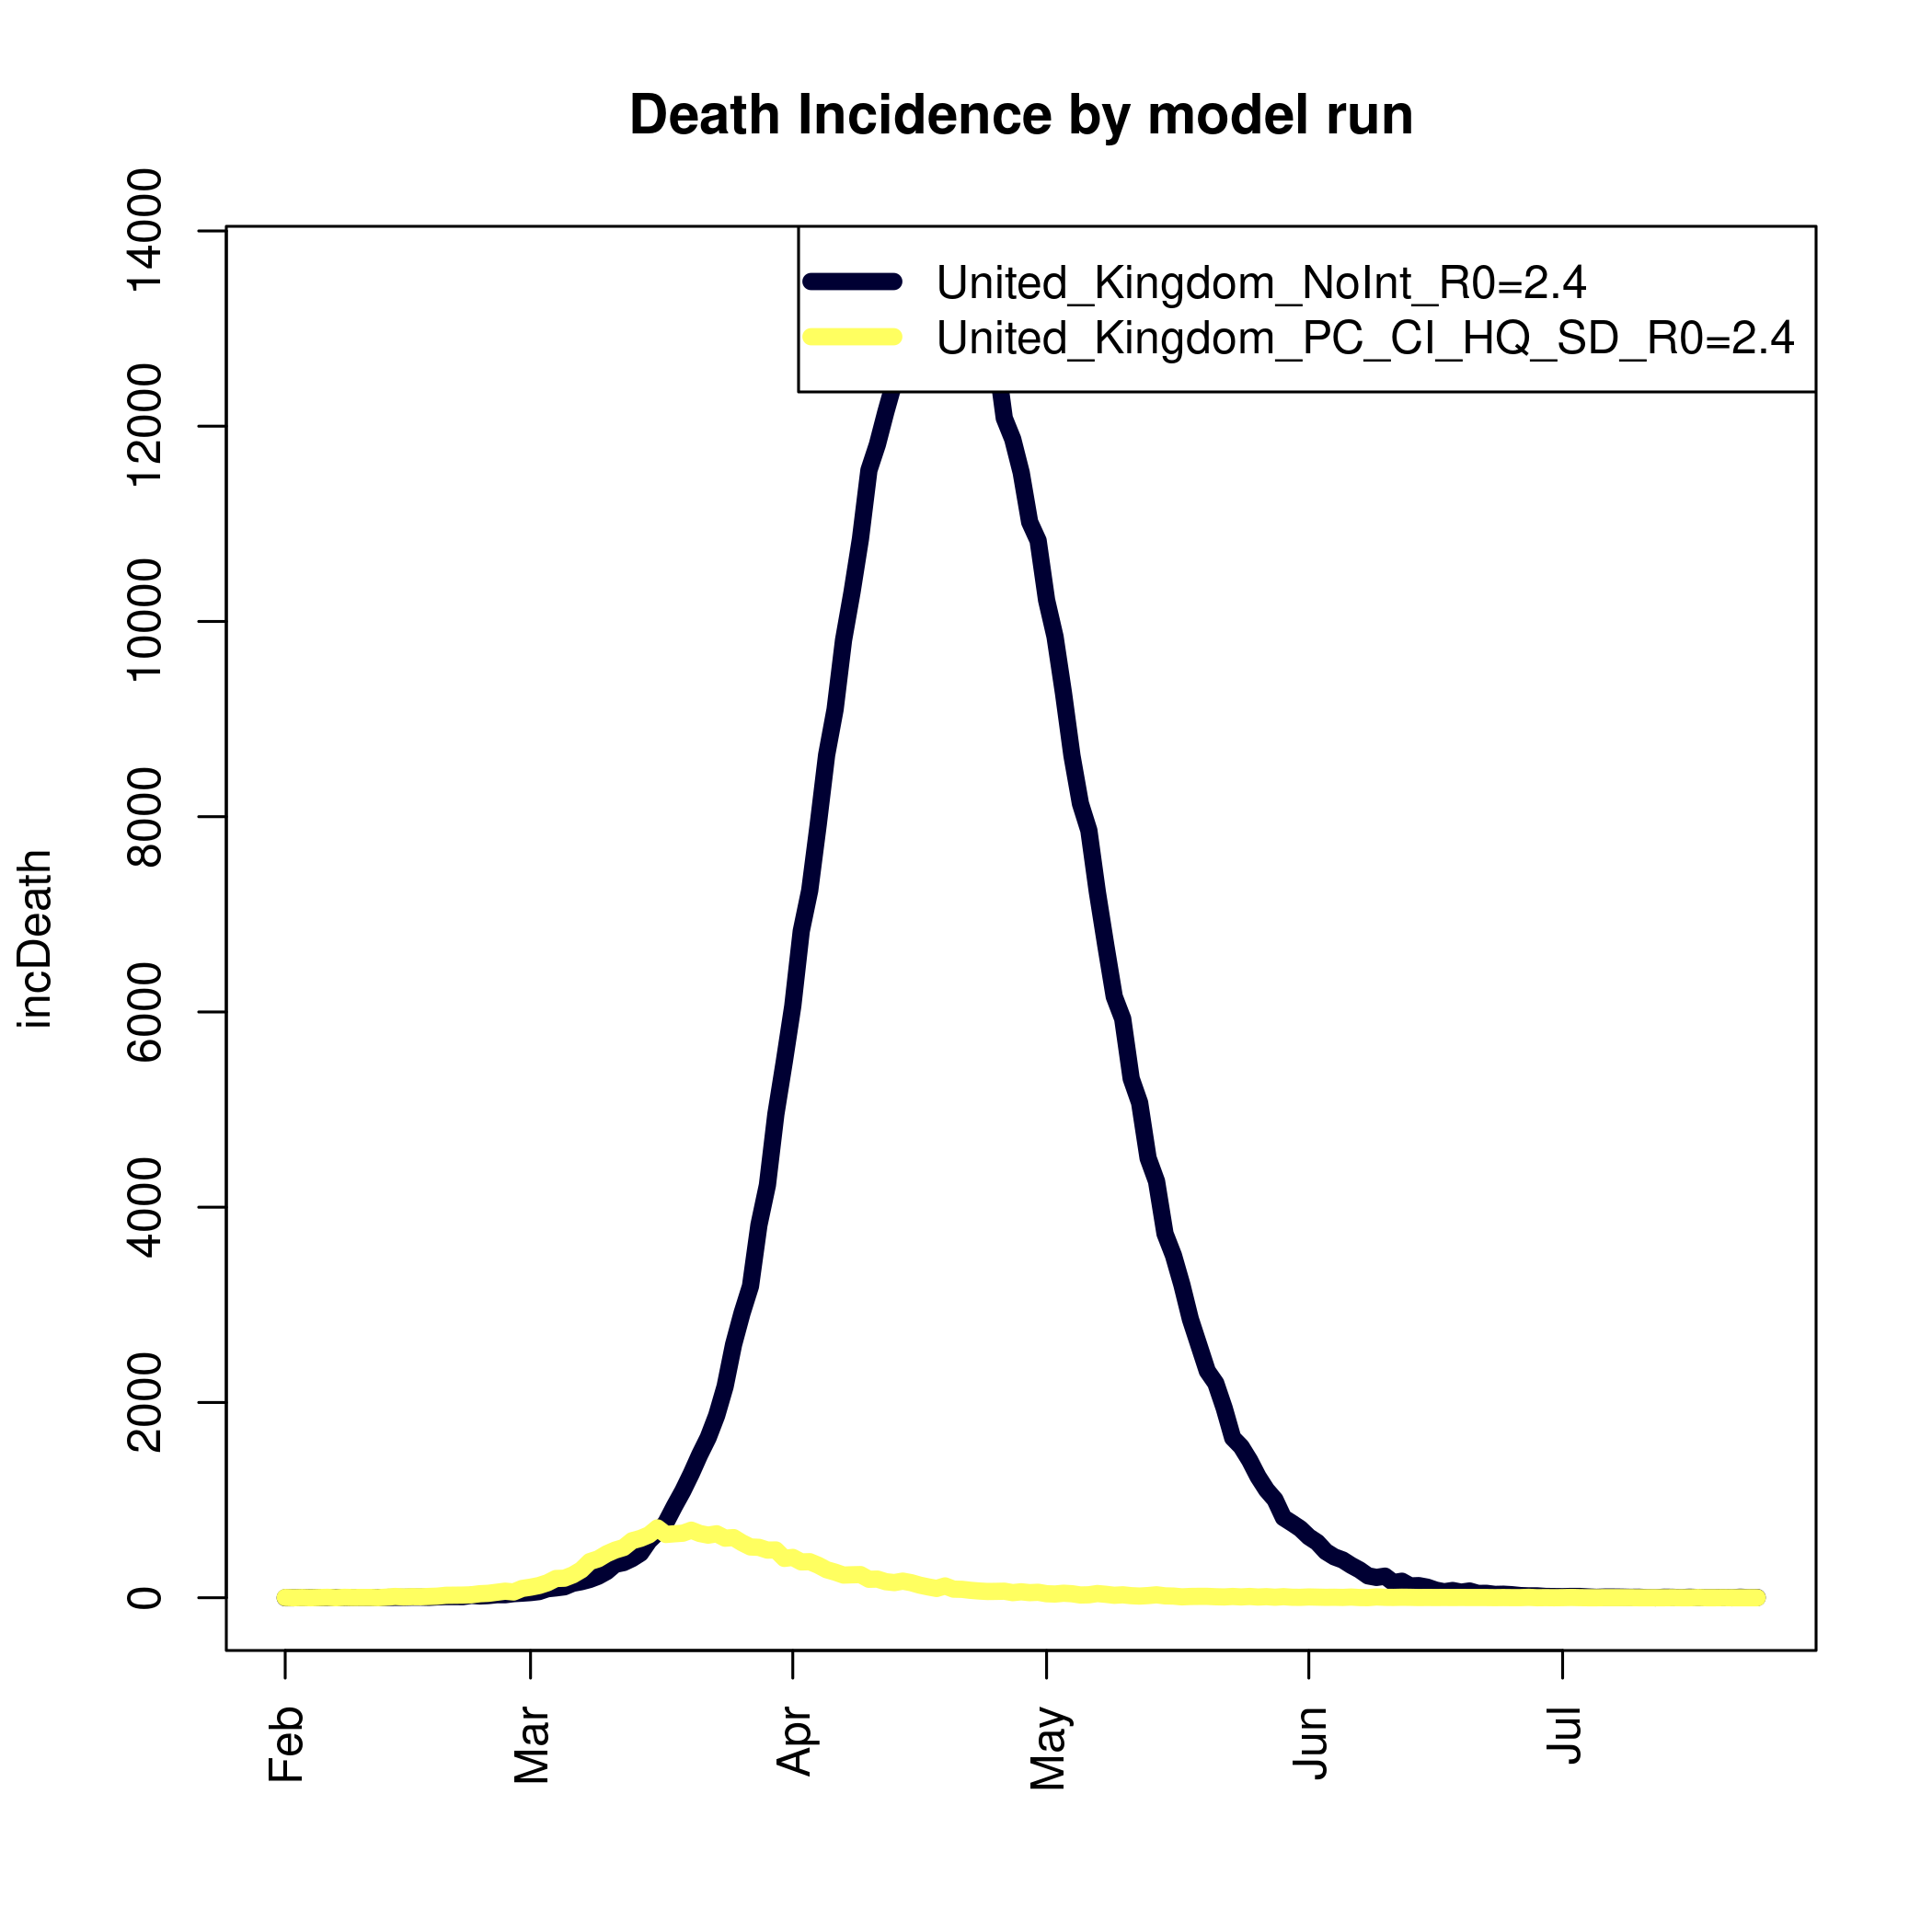 Death Incidence by model run
United_Kingdom_NoInt_R0=2.4
United_Kingdom_PC_CI_HQ_SD_R0=2.4
14000
12000
10000
8000
6000
4000
2000
0
incDeath
Feb
Mar
Apr
May
Jun
Jul